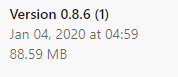 Version 0.8.6 (1)
Jan 04, 2020 at 04:59
88.59 MB